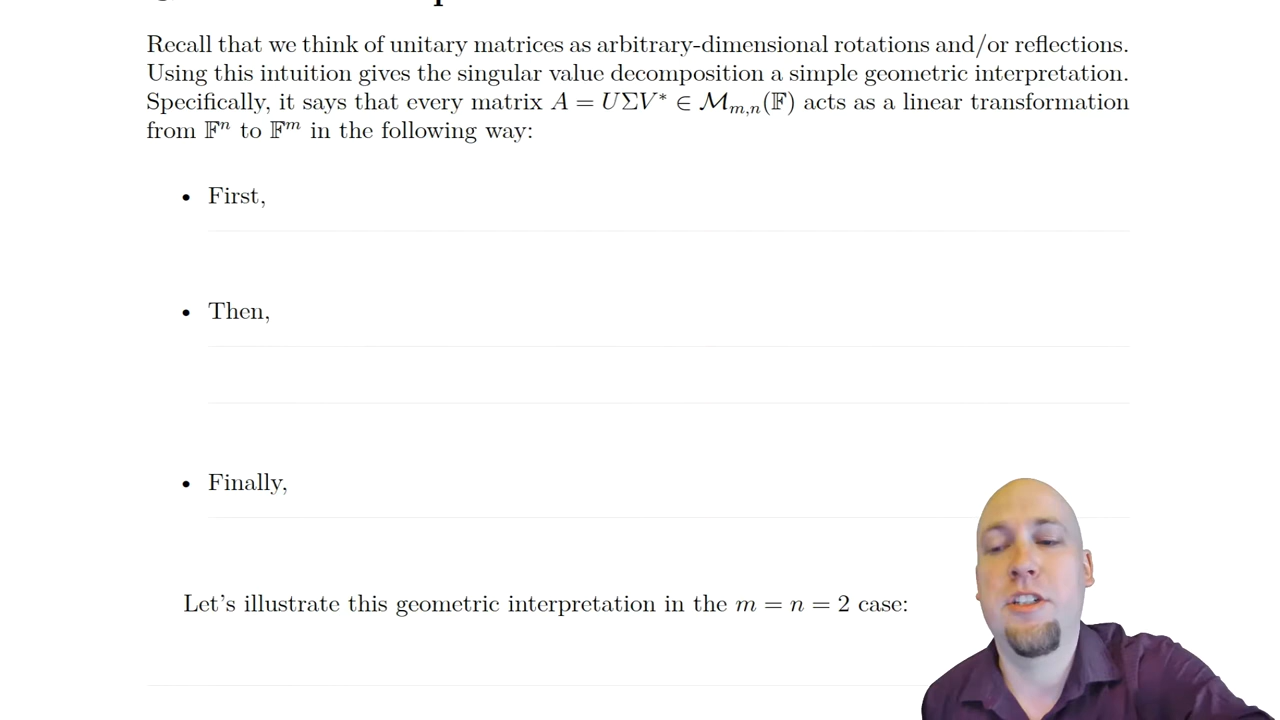 Recall that we think of unitary matrices as arbitrary-dimensional rotations and/or reflections.
Using this intuition gives the singular value decomposition a simple geometric interpretation.
Specifically, it says that every matrix A = UΣV* ∈ ℳₘ,ₙ(𝔽) acts as a linear transformation
from 𝔽ⁿ to 𝔽ᵐ in the following way:
• First,
• Then,
• Finally,
Let's illustrate this geometric interpretation in the m = n = 2 case: